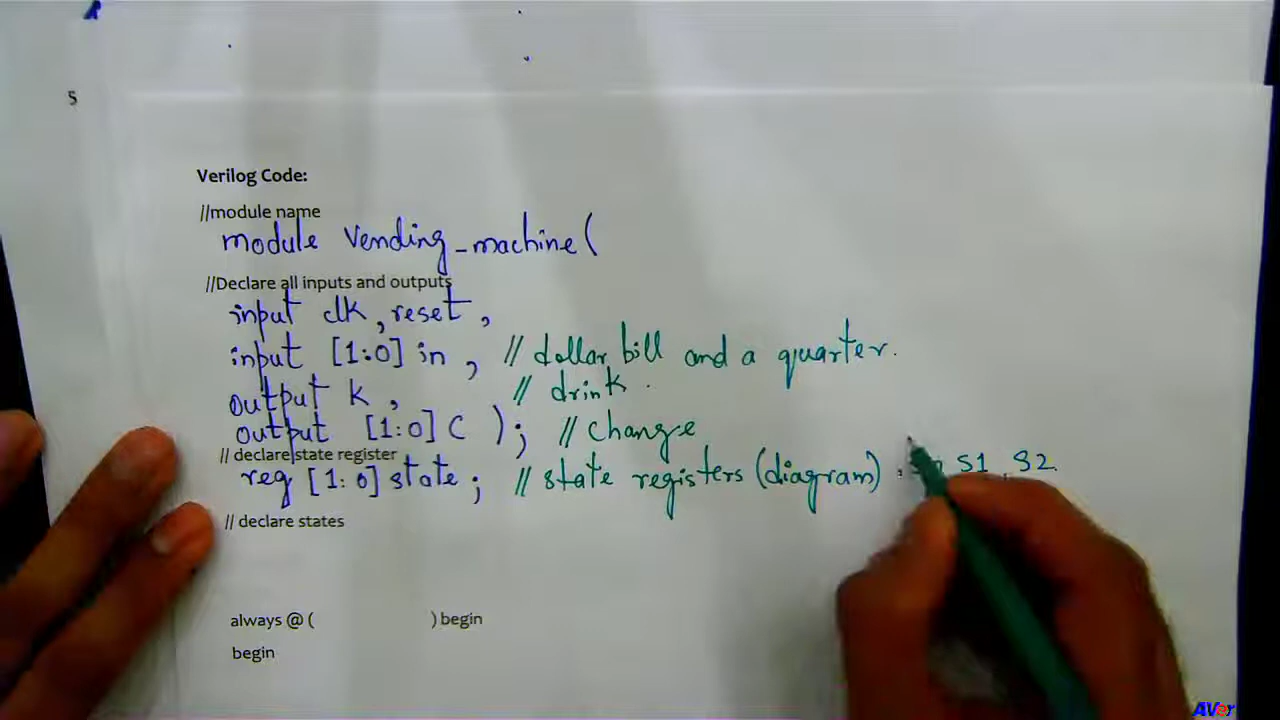 5
Verilog Code:
//module name
module Vending_machine(
//Declare all inputs and outputs
input clk, reset,
input [1:0] in, // dollar bill and a quarter.
output k, // drink.
output [1:0] C ); // change
// declare state register
reg [1:0] state; // state registers (diagram) S1, S2.
// declare states
always @ ( ) begin
begin
AVer